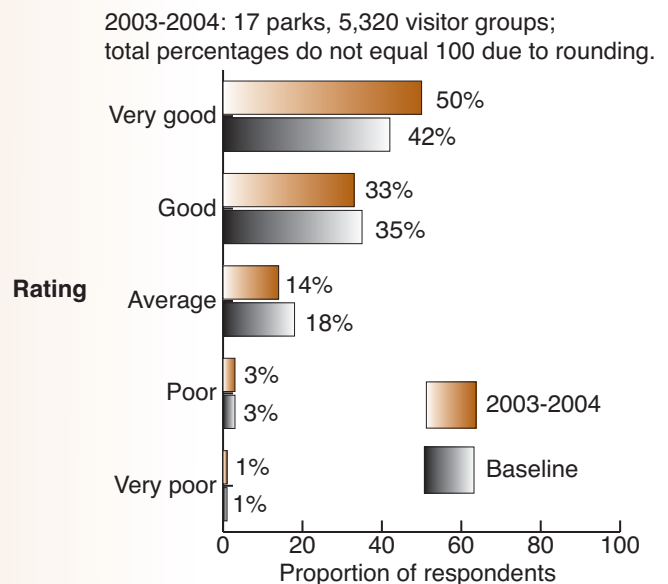 2003-2004: 17 parks, 5,320 visitor groups;
total percentages do not equal 100 due to rounding.
Very good
50%
42%
Good
33%
35%
Rating
Average
14%
18%
Poor
3%
3%
2003-2004
Baseline
Very poor
1%
1%
0 20 40 60 80 100
Proportion of respondents